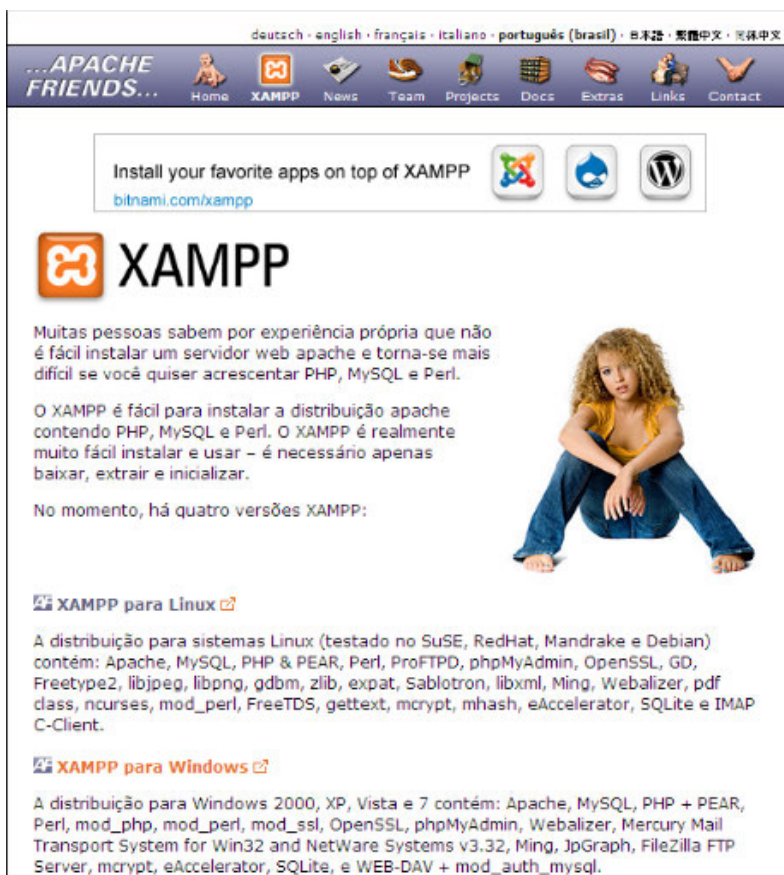 deutsch · english · français · italiano · português (brasil) · 日本語 · 繁體中文 · 简体中文
...APACHE
FRIENDS...
Home XAMPP News Team Projects Docs Extras Links Contact
Install your favorite apps on top of XAMPP
bitnami.com/xampp
XAMPP
Muitas pessoas sabem por experiência própria que não
é fácil instalar um servidor web apache e torna-se mais
difícil se você quiser acrescentar PHP, MySQL e Perl.
O XAMPP é fácil para instalar a distribuição apache
contendo PHP, MySQL e Perl. O XAMPP é realmente
muito fácil instalar e usar – é necessário apenas
baixar, extrair e inicializar.
No momento, há quatro versões XAMPP:
XAMPP para Linux
A distribuição para sistemas Linux (testado no SuSE, RedHat, Mandrake e Debian)
contém: Apache, MySQL, PHP & PEAR, Perl, ProFTPD, phpMyAdmin, OpenSSL, GD,
Freetype2, libjpeg, libpng, gdbm, zlib, expat, Sablotron, libxml, Ming, Webalizer, pdf
class, ncurses, mod_perl, FreeTDS, gettext, mcrypt, mhash, eAccelerator, SQLite e IMAP
C-Client.
XAMPP para Windows
A distribuição para Windows 2000, XP, Vista e 7 contém: Apache, MySQL, PHP + PEAR,
Perl, mod_php, mod_perl, mod_ssl, OpenSSL, phpMyAdmin, Webalizer, Mercury Mail
Transport System for Win32 and NetWare Systems v3.32, Ming, JpGraph, FileZilla FTP
Server, mcrypt, eAccelerator, SQLite, e WEB-DAV + mod_auth_mysql.